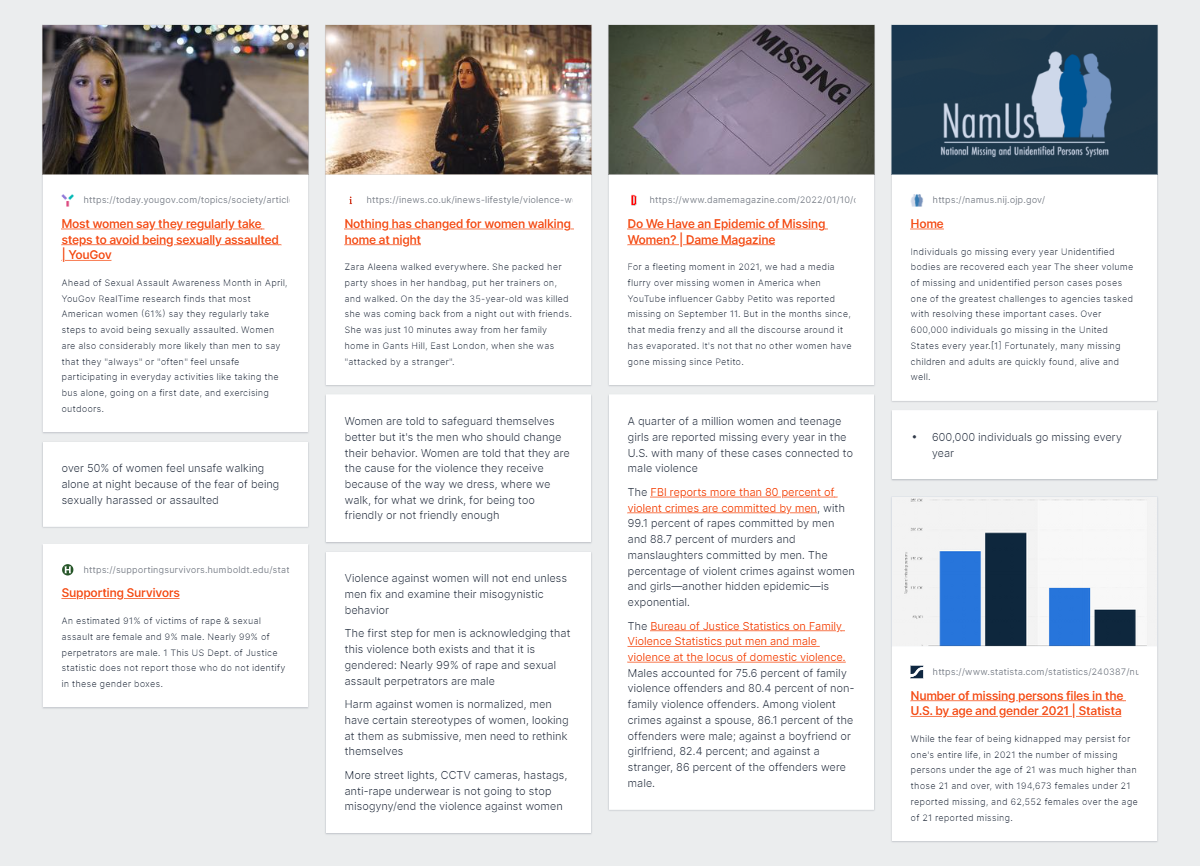 https://today.yougov.com/topics/society/articl
Most women say they regularly take
steps to avoid being sexually assaulted
| YouGov
Ahead of Sexual Assault Awareness Month in April,
YouGov RealTime research finds that most
American women (61%) say they regularly take
steps to avoid being sexually assaulted. Women
are also considerably more likely than men to say
that they "always" or "often" feel unsafe
participating in everyday activities like taking the
bus alone, going on a first date, and exercising
outdoors.
over 50% of women feel unsafe walking
alone at night because of the fear of being
sexually harassed or assaulted
https://supportingsurvivors.humboldt.edu/stat
Supporting Survivors
An estimated 91% of victims of rape & sexual
assault are female and 9% male. Nearly 99% of
perpetrators are male. 1 This US Dept. of Justice
statistic does not report those who do not identify
in these gender boxes.
https://inews.co.uk/inews-lifestyle/violence-w
Nothing has changed for women walking
home at night
Zara Aleena walked everywhere. She packed her
party shoes in her handbag, put her trainers on,
and walked. On the day the 35-year-old was killed
she was coming back from a night out with friends.
She was just 10 minutes away from her family
home in Gants Hill, East London, when she was
"attacked by a stranger".
Women are told to safeguard themselves
better but it's the men who should change
their behavior. Women are told that they are
the cause for the violence they receive
because of the way we dress, where we
walk, for what we drink, for being too
friendly or not friendly enough
Violence against women will not end unless
men fix and examine their misogynistic
behavior
The first step for men is acknowledging that
this violence both exists and that it is
gendered: Nearly 99% of rape and sexual
assault perpetrators are male
Harm against women is normalized, men
have certain stereotypes of women, looking
at them as submissive, men need to rethink
themselves
More street lights, CCTV cameras, hastags,
anti-rape underwear is not going to stop
misogyny/end the violence against women
MISSING
https://www.damemagazine.com/2022/01/10/c
Do We Have an Epidemic of Missing
Women? | Dame Magazine
For a fleeting moment in 2021, we had a media
flurry over missing women in America when
YouTube influencer Gabby Petito was reported
missing on September 11. But in the months since,
that media frenzy and all the discourse around it
has evaporated. It's not that no other women have
gone missing since Petito.
A quarter of a million women and teenage
girls are reported missing every year in the
U.S. with many of these cases connected to
male violence
The FBI reports more than 80 percent of
violent crimes are committed by men, with
99.1 percent of rapes committed by men
and 88.7 percent of murders and
manslaughters committed by men. The
percentage of violent crimes against women
and girls—another hidden epidemic—is
exponential.
The Bureau of Justice Statistics on Family
Violence Statistics put men and male
violence at the locus of domestic violence.
Males accounted for 75.6 percent of family
violence offenders and 80.4 percent of non-
family violence offenders. Among violent
crimes against a spouse, 86.1 percent of the
offenders were male; against a boyfriend or
girlfriend, 82.4 percent; and against a
stranger, 86 percent of the offenders were
male.
NamUs
National Missing and Unidentified Persons System
https://namus.nij.ojp.gov/
Home
Individuals go missing every year Unidentified
bodies are recovered each year The sheer volume
of missing and unidentified person cases poses
one of the greatest challenges to agencies tasked
with resolving these important cases. Over
600,000 individuals go missing in the United
States every year.[1] Fortunately, many missing
children and adults are quickly found, alive and
well.
• 600,000 individuals go missing every
year
https://www.statista.com/statistics/240387/nu
Number of missing persons files in the
U.S. by age and gender 2021 | Statista
While the fear of being kidnapped may persist for
one's entire life, in 2021 the number of missing
persons under the age of 21 was much higher than
those 21 and over, with 194,673 females under 21
reported missing, and 62,552 females over the age
of 21 reported missing.